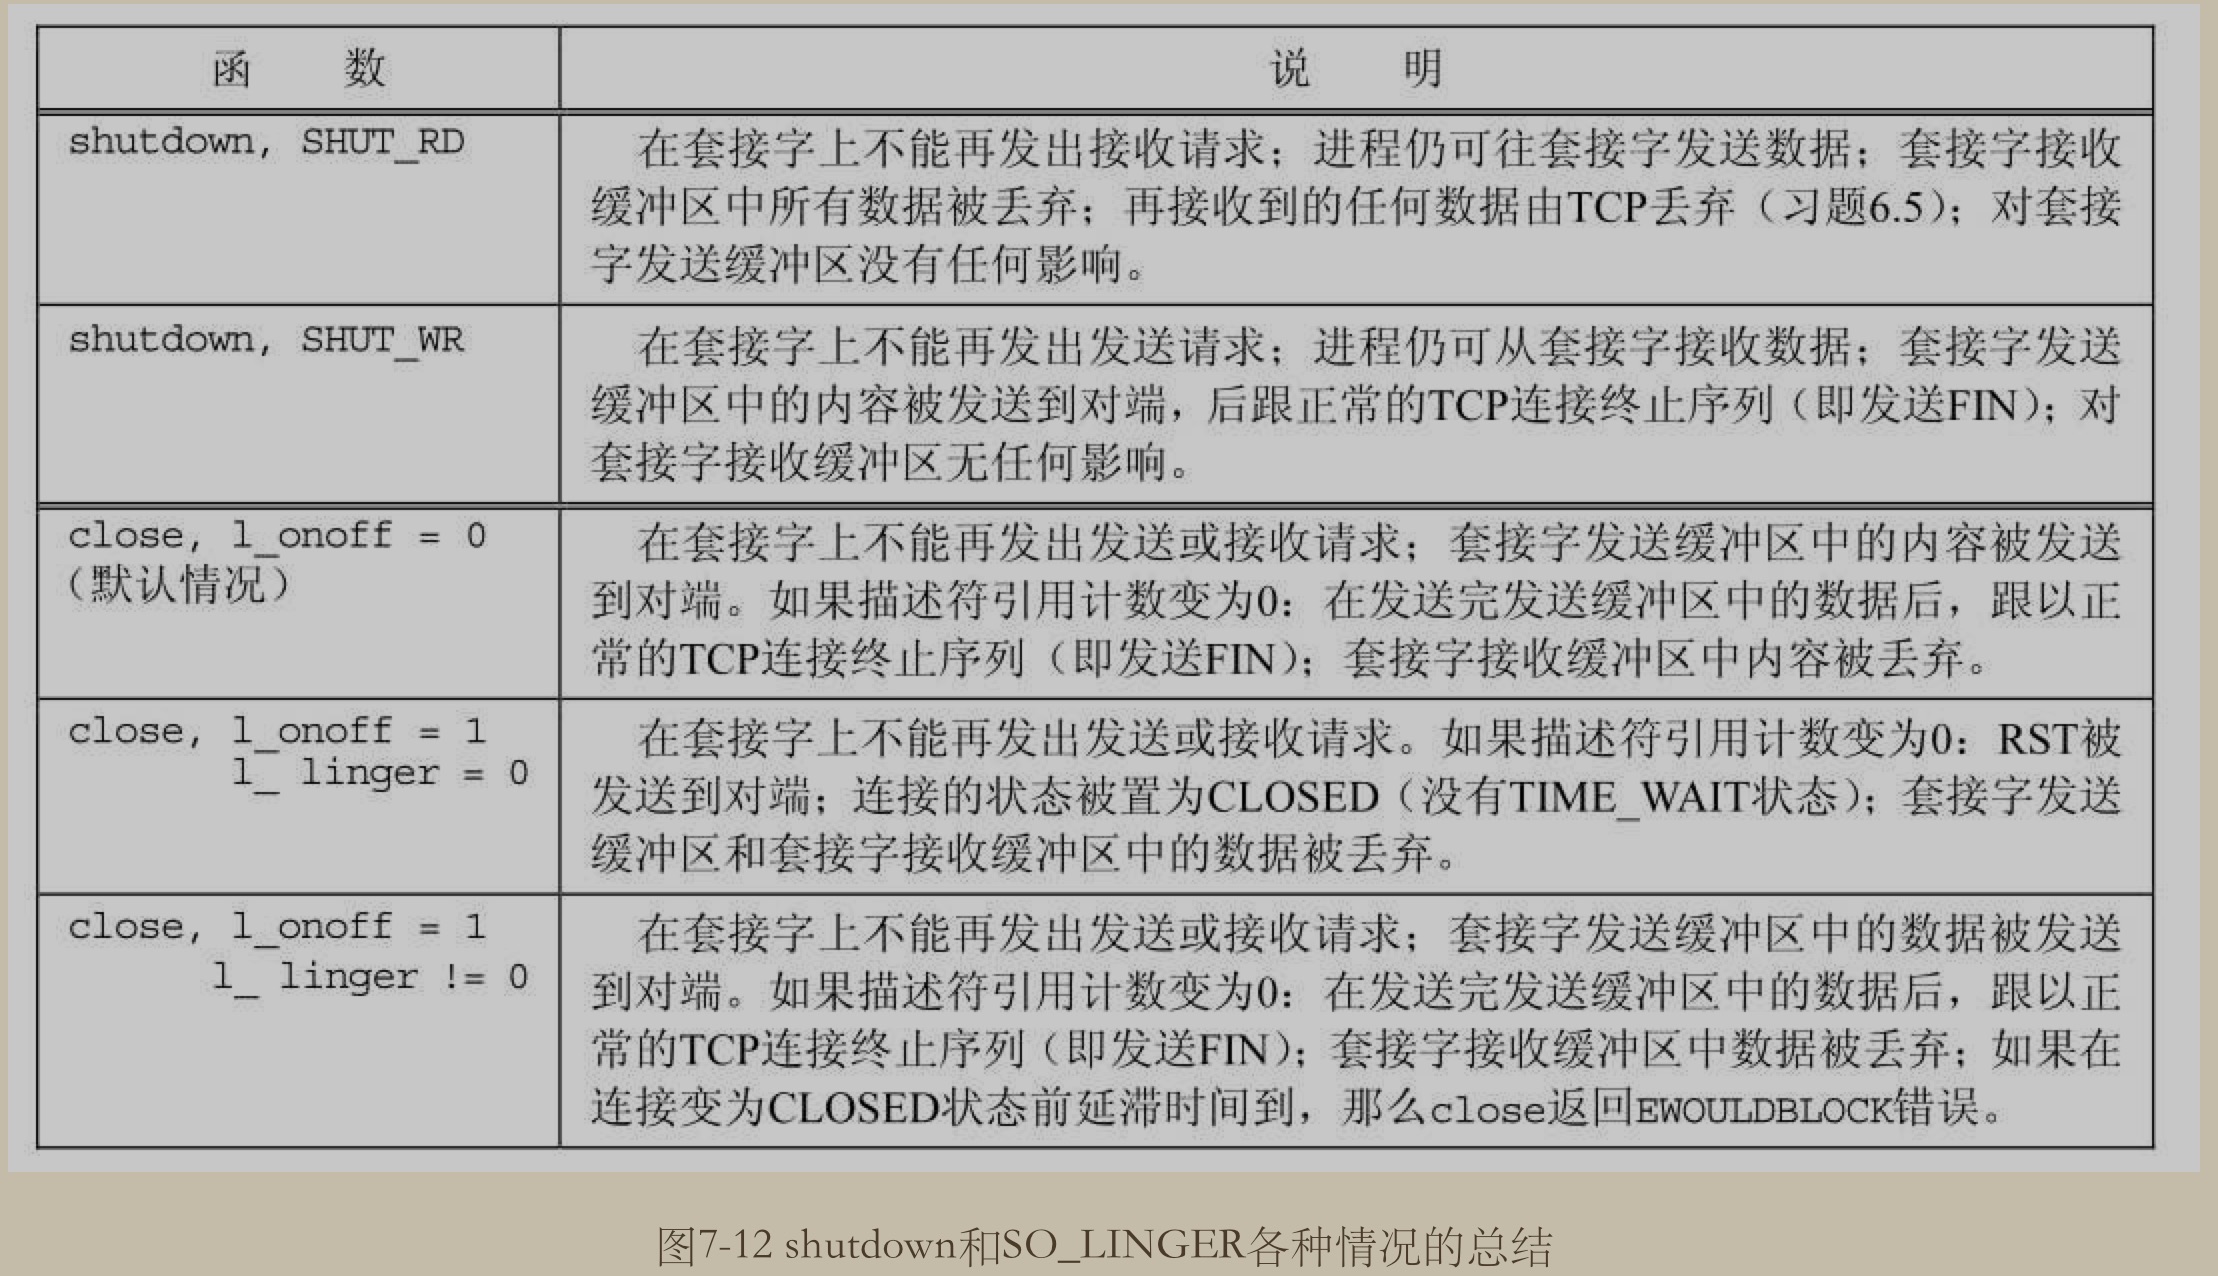 函 数
说 明
shutdown, SHUT_RD
在套接字上不能再发出接收请求；进程仍可往套接字发送数据；套接字接收
缓冲区中所有数据被丢弃；再接收到的任何数据由TCP丢弃（习题6.5）；对套接
字发送缓冲区没有任何影响。
shutdown, SHUT_WR
在套接字上不能再发出发送请求；进程仍可从套接字接收数据；套接字发送
缓冲区中的内容被发送到对端，后跟正常的TCP连接终止序列（即发送FIN）；对
套接字接收缓冲区无任何影响。
close, l_onoff = 0
（默认情况）
在套接字上不能再发出发送或接收请求；套接字发送缓冲区中的内容被发送
到对端。如果描述符引用计数变为0：在发送完发送缓冲区中的数据后，跟以正
常的TCP连接终止序列（即发送FIN）；套接字接收缓冲区中内容被丢弃。
close, l_onoff = 1
l_ linger = 0
在套接字上不能再发出发送或接收请求。如果描述符引用计数变为0：RST被
发送到对端；连接的状态被置为CLOSED（没有TIME_WAIT状态）；套接字发送
缓冲区和套接字接收缓冲区中的数据被丢弃。
close, l_onoff = 1
l_ linger != 0
在套接字上不能再发出发送或接收请求；套接字发送缓冲区中的数据被发送
到对端。如果描述符引用计数变为0：在发送完发送缓冲区中的数据后，跟以正
常的TCP连接终止序列（即发送FIN）；套接字接收缓冲区中数据被丢弃；如果在
连接变为CLOSED状态前延滞时间到，那么close返回EWOULDBLOCK错误。
图7-12 shutdown和SO_LINGER各种情况的总结